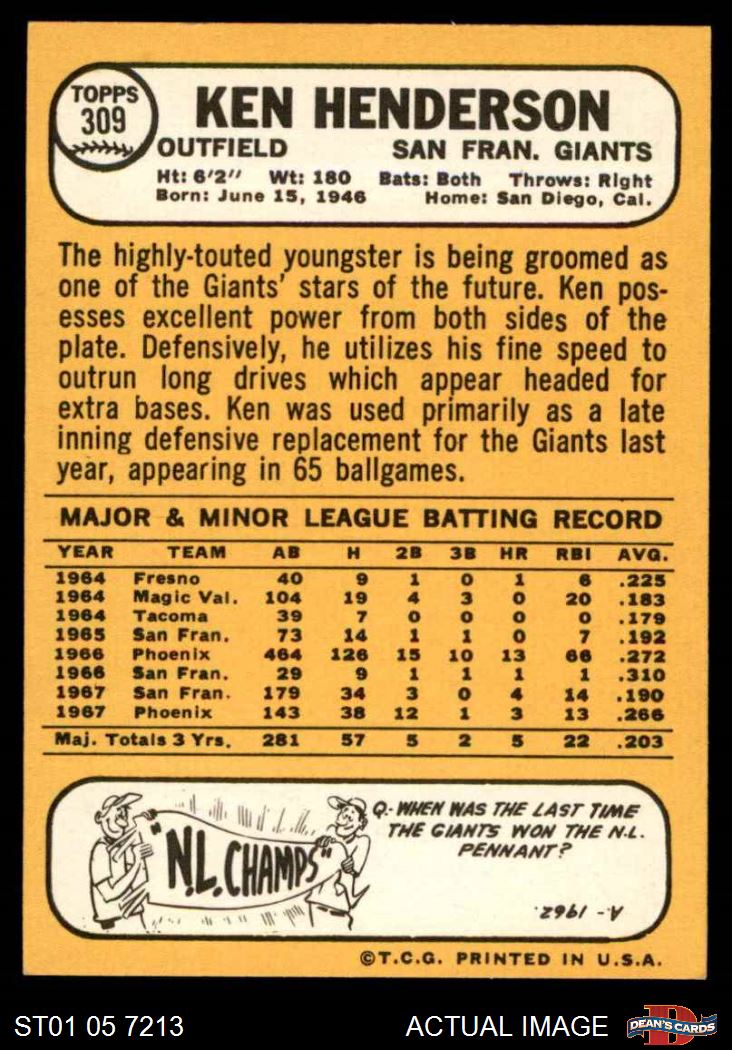 TOPPS
309
KEN HENDERSON
OUTFIELD SAN FRAN. GIANTS
Ht: 6'2" Wt: 180 Bats: Both Throws: Right
Born: June 15, 1946 Home: San Diego, Cal.
The highly-touted youngster is being groomed as
one of the Giants' stars of the future. Ken pos-
esses excellent power from both sides of the
plate. Defensively, he utilizes his fine speed to
outrun long drives which appear headed for
extra bases. Ken was used primarily as a late
inning defensive replacement for the Giants last
year, appearing in 65 ballgames.
MAJOR & MINOR LEAGUE BATTING RECORD
YEAR TEAM AB H 2B 3B HR RBI AVG.
1964 Fresno 40 9 1 0 1 6 .225
1964 Magic Val. 104 19 4 3 0 20 .183
1964 Tacoma 39 7 0 0 0 0 .179
1965 San Fran. 73 14 1 1 0 7 .192
1966 Phoenix 464 126 15 10 13 66 .272
1966 San Fran. 29 9 1 1 1 1 .310
1967 San Fran. 179 34 3 0 4 14 .190
1967 Phoenix 143 38 12 1 3 13 .266
Maj. Totals 3 Yrs. 281 57 5 2 5 22 .203
"N.L. CHAMPS"
Q.- WHEN WAS THE LAST TIME
THE GIANTS WON THE N.L.
PENNANT?
A.- 1962.
©T.C.G. PRINTED IN U.S.A.
ST01 05 7213 ACTUAL IMAGE
D
DEAN'S CARDS